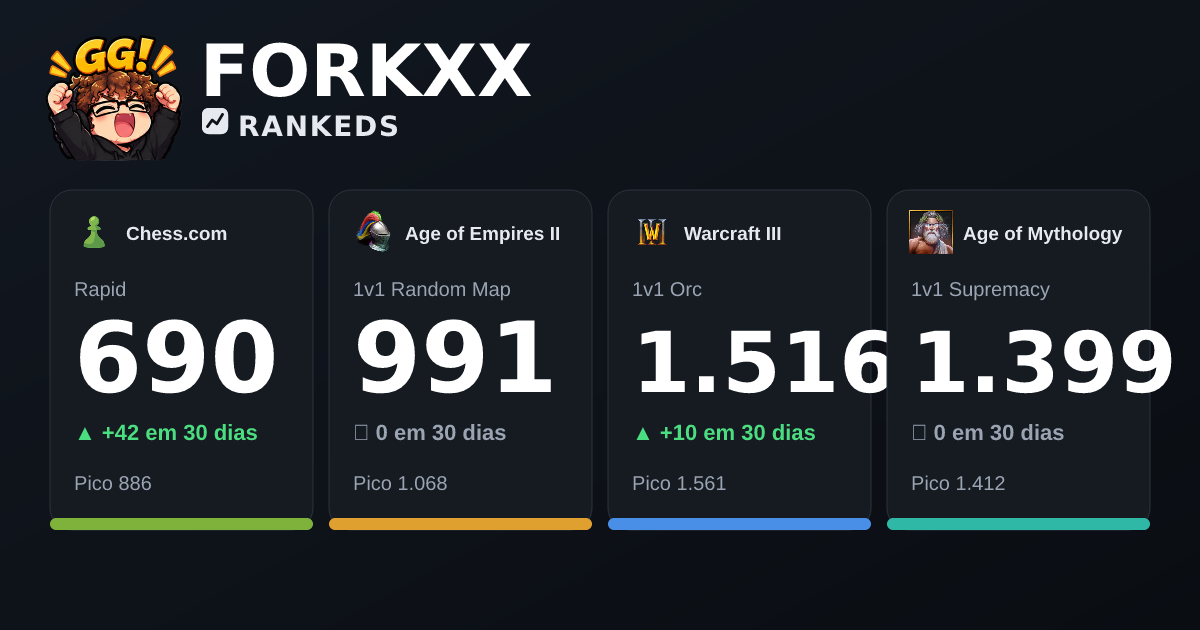 GG!
FORKXX
RANKEDS
Chess.com
Rapid
690
▲ +42 em 30 dias
Pico 886
Age of Empires II
1v1 Random Map
991
□ 0 em 30 dias
Pico 1.068
Warcraft III
1v1 Orc
1.516
▲ +10 em 30 dias
Pico 1.561
Age of Mythology
1v1 Supremacy
1.399
□ 0 em 30 dias
Pico 1.412